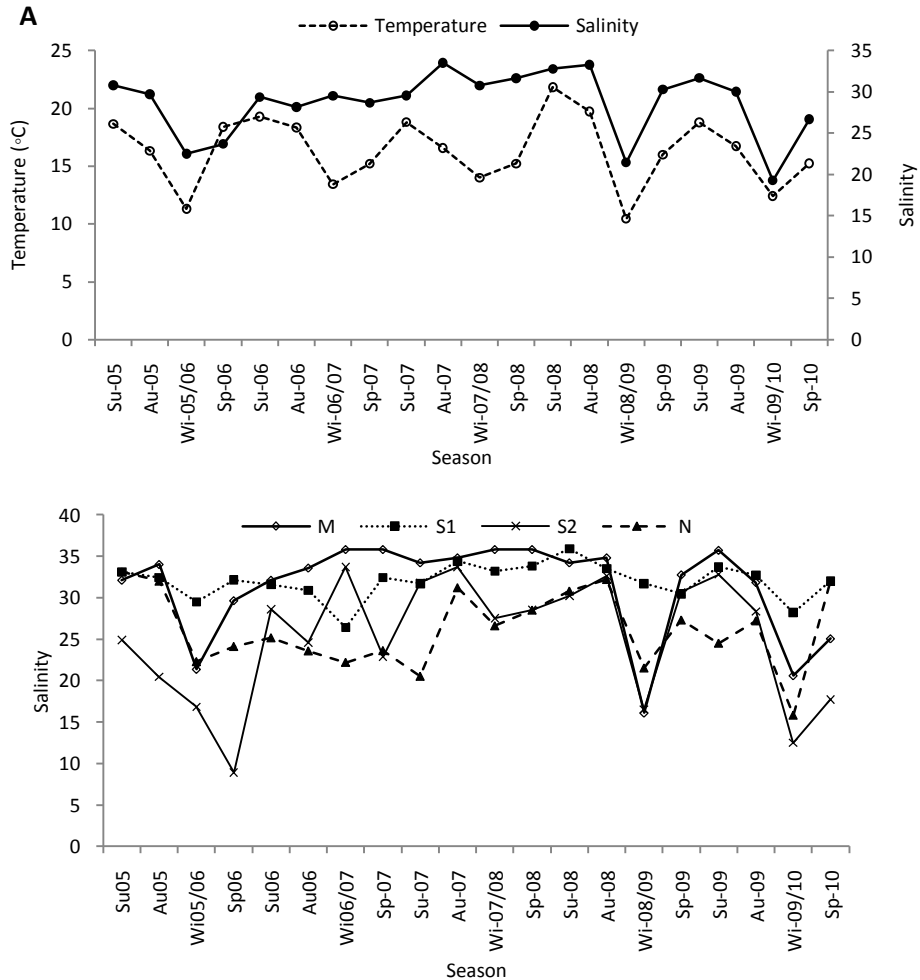 A
Temperature Salinity
25
20
15
10
5
0
Temperature (°C)
35
30
25
20
15
10
5
0
Salinity
Su-05
Au-05
Wi-05/06
Sp-06
Su-06
Au-06
Wi-06/07
Sp-07
Su-07
Au-07
Wi-07/08
Sp-08
Su-08
Au-08
Wi-08/09
Sp-09
Su-09
Au-09
Wi-09/10
Sp-10
Season
M S1 S2 N
40
35
30
25
20
15
10
5
0
Salinity
Su05
Au05
Wi05/06
Sp06
Su06
Au06
Wi06/07
Sp-07
Su-07
Au-07
Wi-07/08
Sp-08
Su-08
Au-08
Wi-08/09
Sp-09
Su-09
Au-09
Wi-09/10
Sp-10
Season